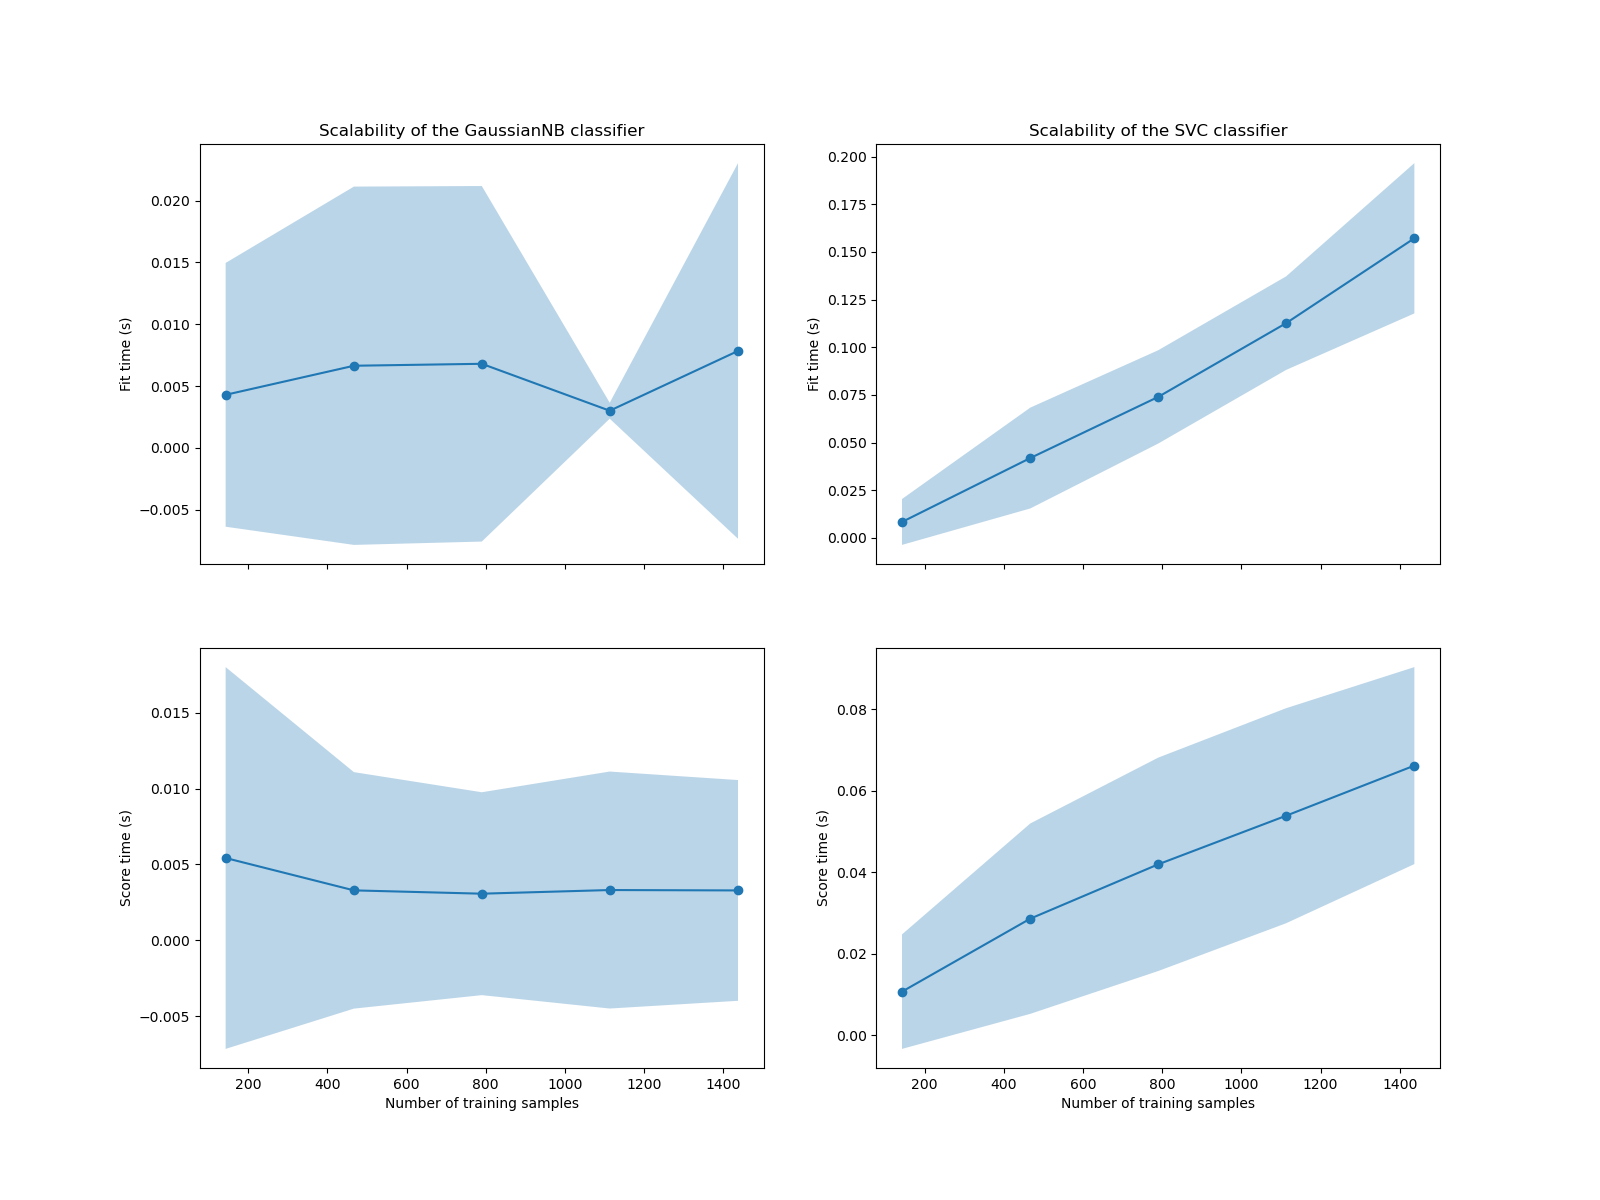 Scalability of the GaussianNB classifier
0.020
0.015
0.010
0.005
0.000
−0.005
Fit time (s)
Scalability of the SVC classifier
0.200
0.175
0.150
0.125
0.100
0.075
0.050
0.025
0.000
Fit time (s)
0.015
0.010
0.005
0.000
−0.005
Score time (s)
200 400 600 800 1000 1200 1400
Number of training samples
0.08
0.06
0.04
0.02
0.00
Score time (s)
200 400 600 800 1000 1200 1400
Number of training samples